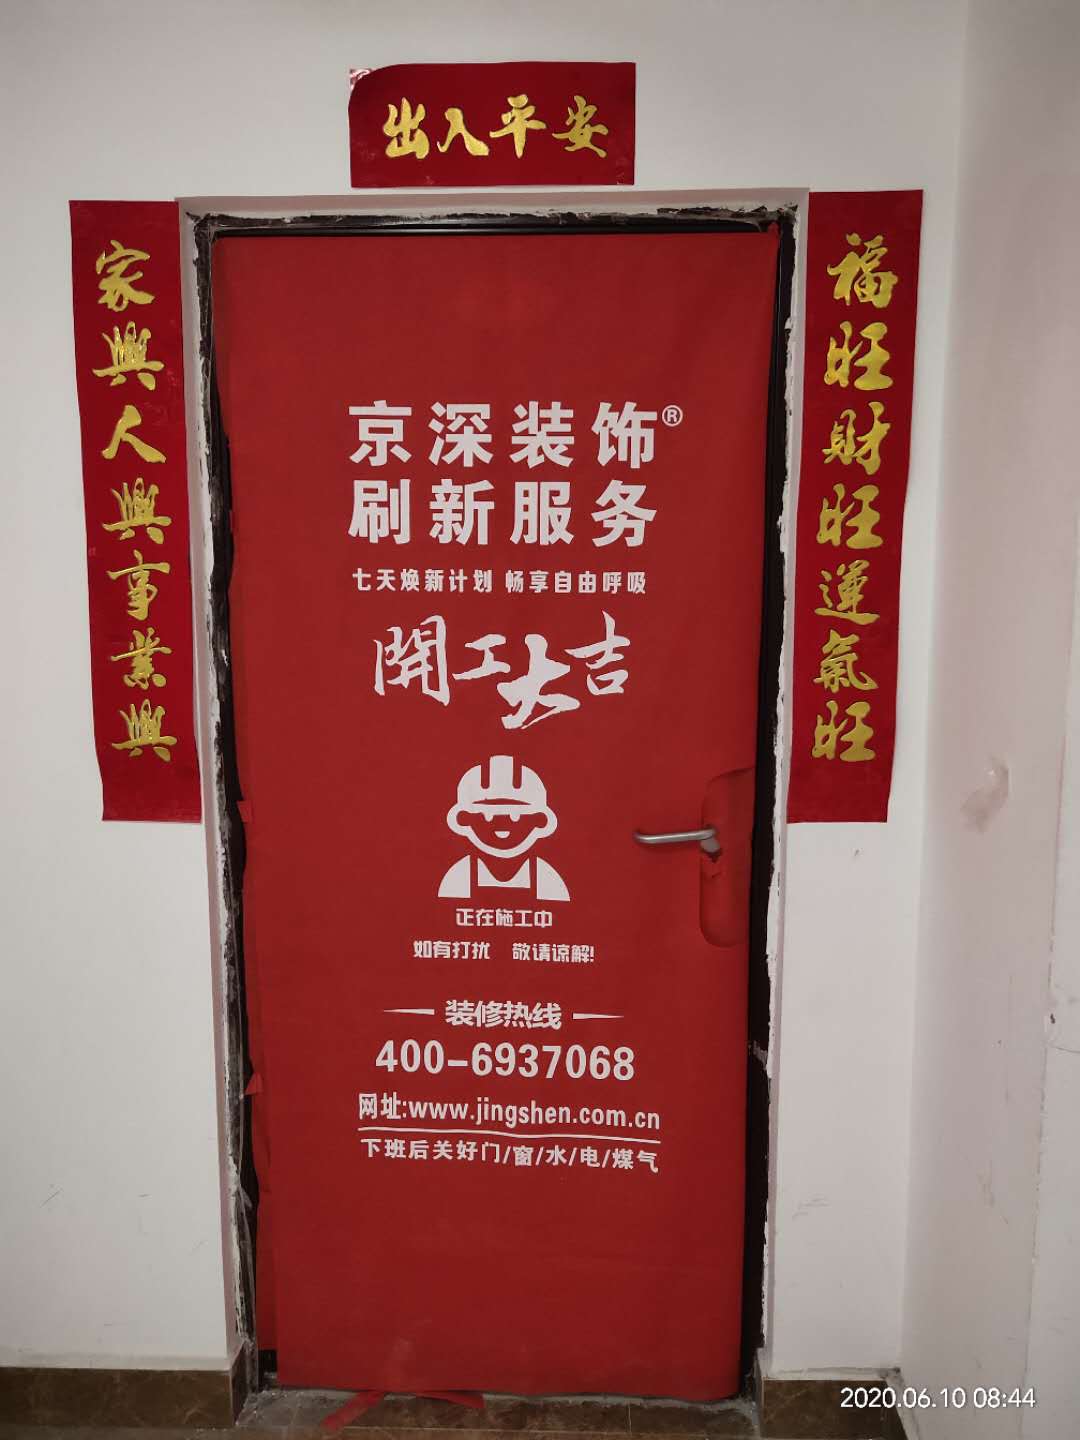 出入平安
家興人興事業興
福旺財旺運氣旺
京深装饰®
刷新服务
七天焕新计划 畅享自由呼吸
開工大吉
正在施工中
如有打扰 敬请谅解!
装修热线
400-6937068
网址:www.jingshen.com.cn
下班后关好门/窗/水/电/煤气
2020.06.10 08:44